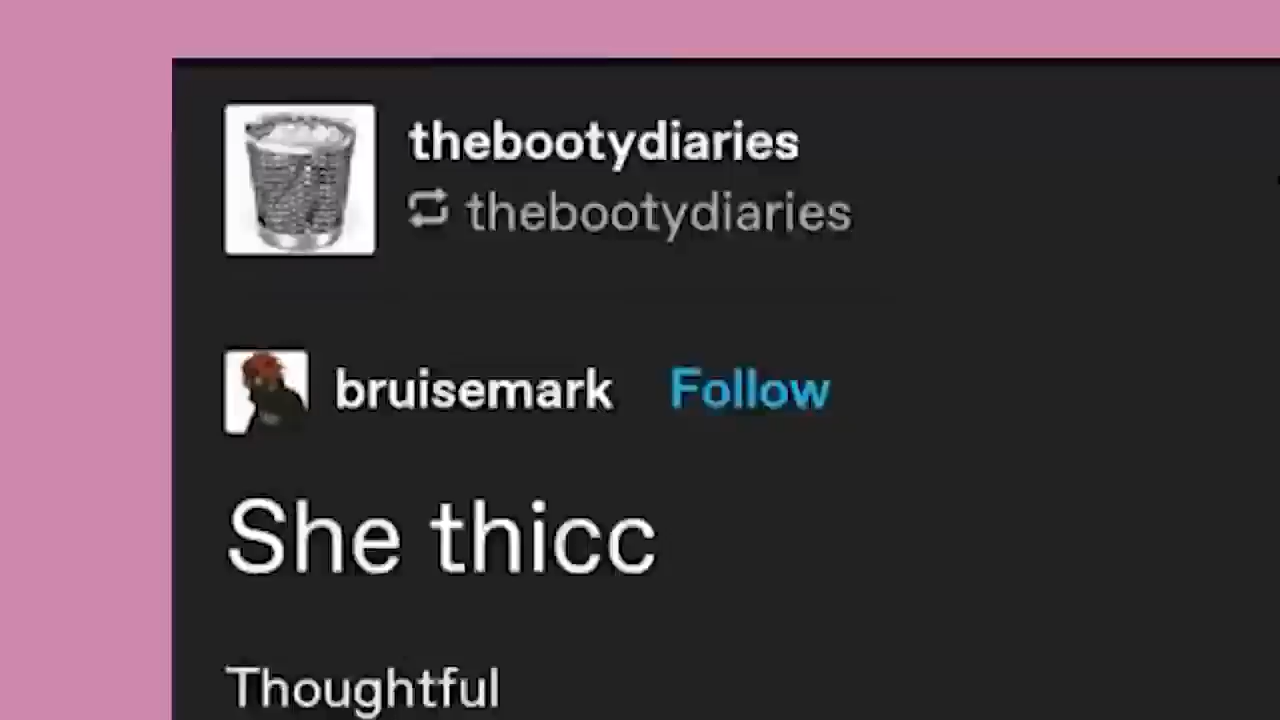 thebootydiaries
thebootydiaries
bruisemark Follow
She thicc
Thoughtful